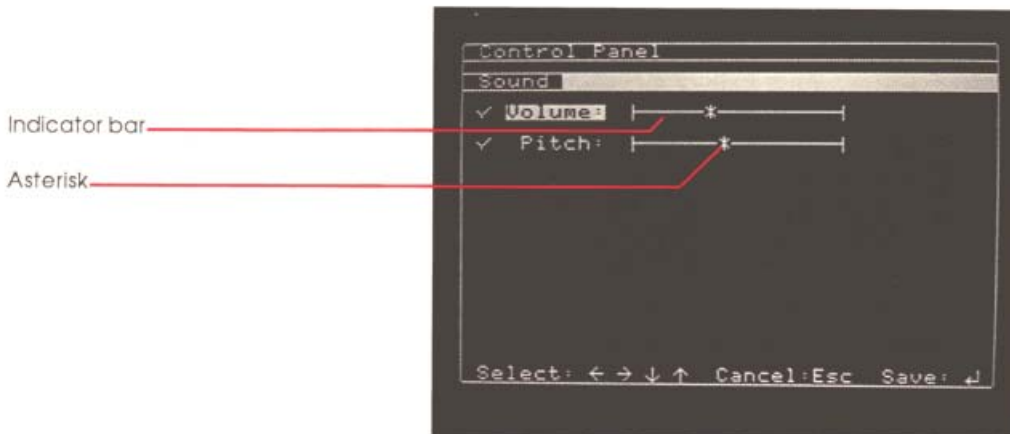 Control Panel
Sound
✓ Volume:
Indicator bar
✓ Pitch:
Asterisk
Select: ← → ↓ ↑ Cancel:Esc Save: ↵